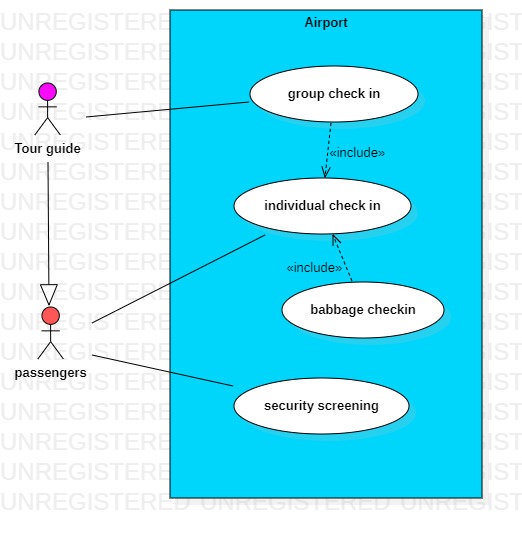 Airport
group check in
Tour guide
«include»
individual check in
«include»
babbage checkin
passengers
security screening
UNREGISTERED UNREGISTERED UNREGISTERED